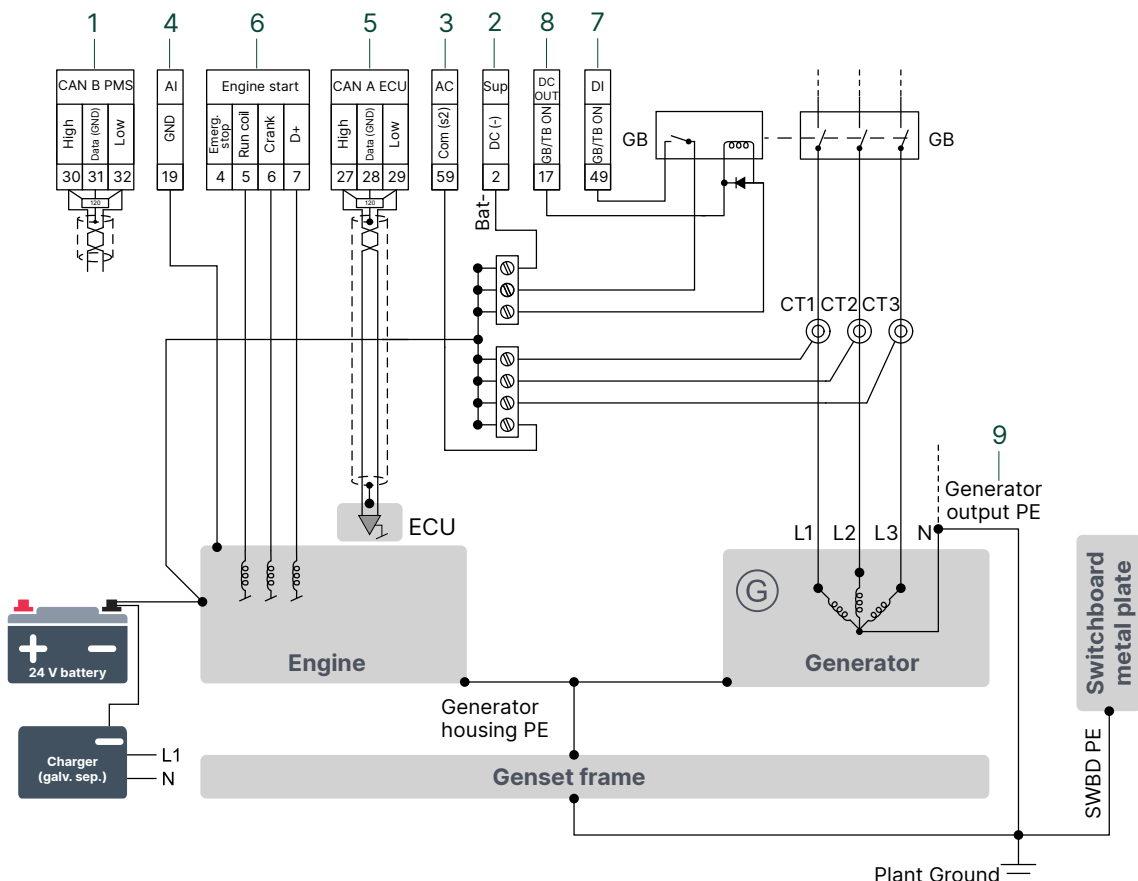 1
4
6
5
3
2
8
7
CAN B PMS
High
Data (GND)
Low
30
31
32
120
AI
GND
19
Engine start
Emerg.
stop
Run coil
Crank
D+
4
5
6
7
CAN A ECU
High
Data (GND)
Low
27
28
29
120
AC
Com (s2)
59
Sup
DC (-)
2
Bat-
DC
OUT
GB/TB ON
17
DI
GB/TB ON
49
GB
GB
CT1
CT2
CT3
9
Generator
output PE
L1
L2
L3
N
ECU
G
Engine
Generator
Switchboard
metal plate
24 V battery
Generator
housing PE
Charger
(galv. sep.)
L1
N
Genset frame
SWBD PE
Plant Ground